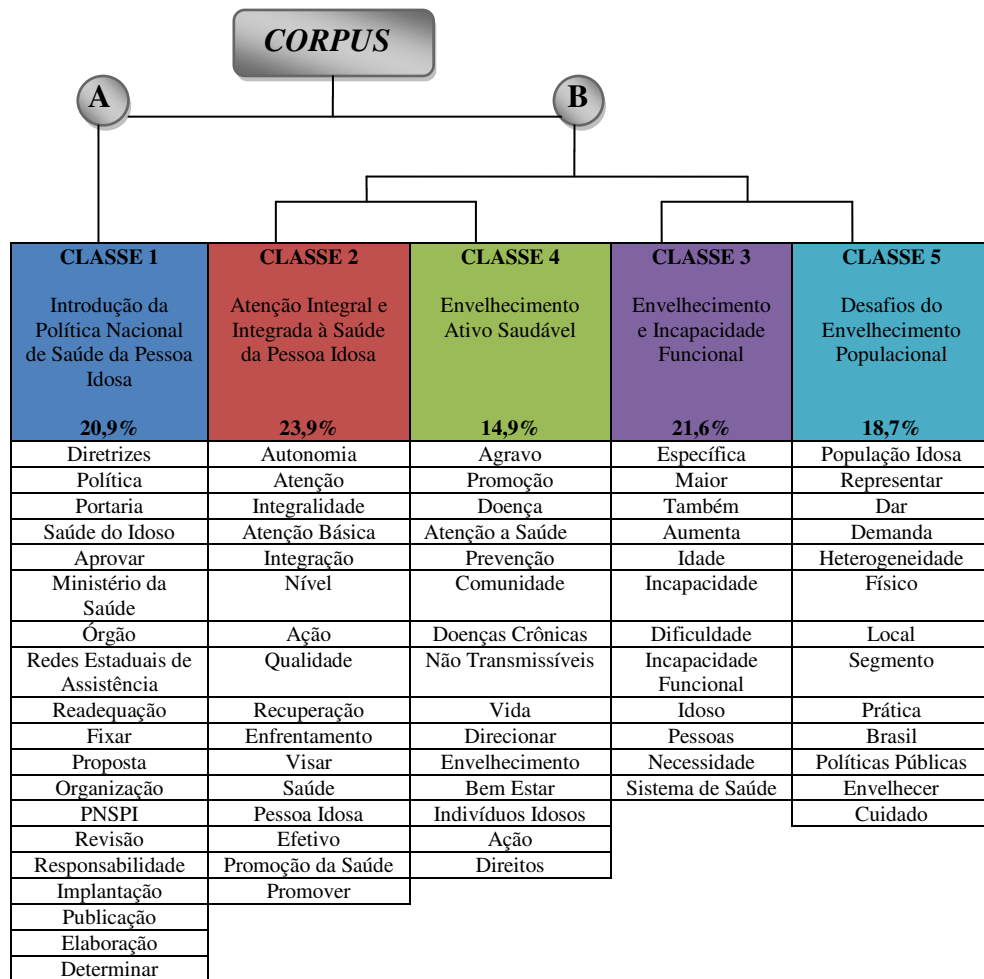 CORPUS
A
B
CLASSE 1
Introdução da
Política Nacional
de Saúde da Pessoa
Idosa
20,9%
Diretrizes
Política
Portaria
Saúde do Idoso
Aprovar
Ministério da
Saúde
Órgão
Redes Estaduais de
Assistência
Readequação
Fixar
Proposta
Organização
PNSPI
Revisão
Responsabilidade
Implantação
Publicação
Elaboração
Determinar
CLASSE 2
Atenção Integral e
Integrada à Saúde
da Pessoa Idosa
23,9%
Autonomia
Atenção
Integralidade
Atenção Básica
Integração
Nível
Ação
Qualidade
Recuperação
Enfrentamento
Visar
Saúde
Pessoa Idosa
Efetivo
Promoção da Saúde
Promover
CLASSE 4
Envelhecimento
Ativo Saudável
14,9%
Agravo
Promoção
Doença
Atenção a Saúde
Prevenção
Comunidade
Doenças Crônicas
Não Transmissíveis
Vida
Direcionar
Envelhecimento
Bem Estar
Indivíduos Idosos
Ação
Direitos
CLASSE 3
Envelhecimento
e Incapacidade
Funcional
21,6%
Específica
Maior
Também
Aumenta
Idade
Incapacidade
Dificuldade
Incapacidade
Funcional
Idoso
Pessoas
Necessidade
Sistema de Saúde
CLASSE 5
Desafios do
Envelhecimento
Populacional
18,7%
População Idosa
Representar
Dar
Demanda
Heterogeneidade
Físico
Local
Segmento
Prática
Brasil
Políticas Públicas
Envelhecer
Cuidado